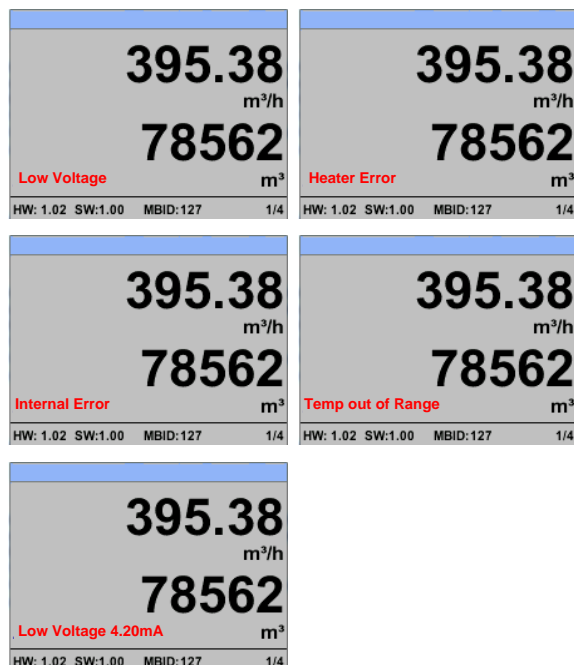 395.38
m³/h
78562
Low Voltage m³
HW: 1.02 SW:1.00 MBID:127 1/4
395.38
m³/h
78562
Heater Error m³
HW: 1.02 SW:1.00 MBID:127 1/4
395.38
m³/h
78562
Internal Error m³
HW: 1.02 SW:1.00 MBID:127 1/4
395.38
m³/h
78562
Temp out of Range m³
HW: 1.02 SW:1.00 MBID:127 1/4
395.38
m³/h
78562
Low Voltage 4.20mA m³
HW: 1.02 SW:1.00 MBID:127 1/4